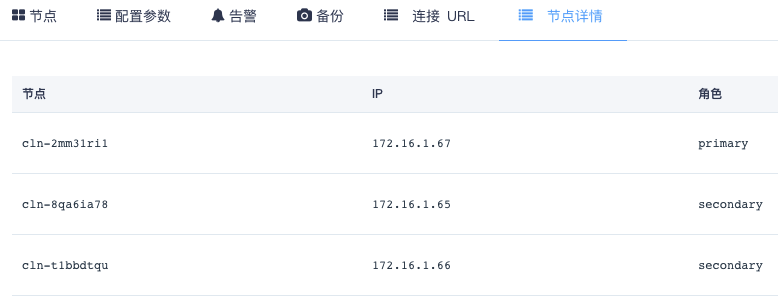 节点 配置参数 告警 备份 连接 URL 节点详情
节点 IP 角色
cln-2mm31ri1 172.16.1.67 primary
cln-8qa6ia78 172.16.1.65 secondary
cln-t1bbdtqu 172.16.1.66 secondary